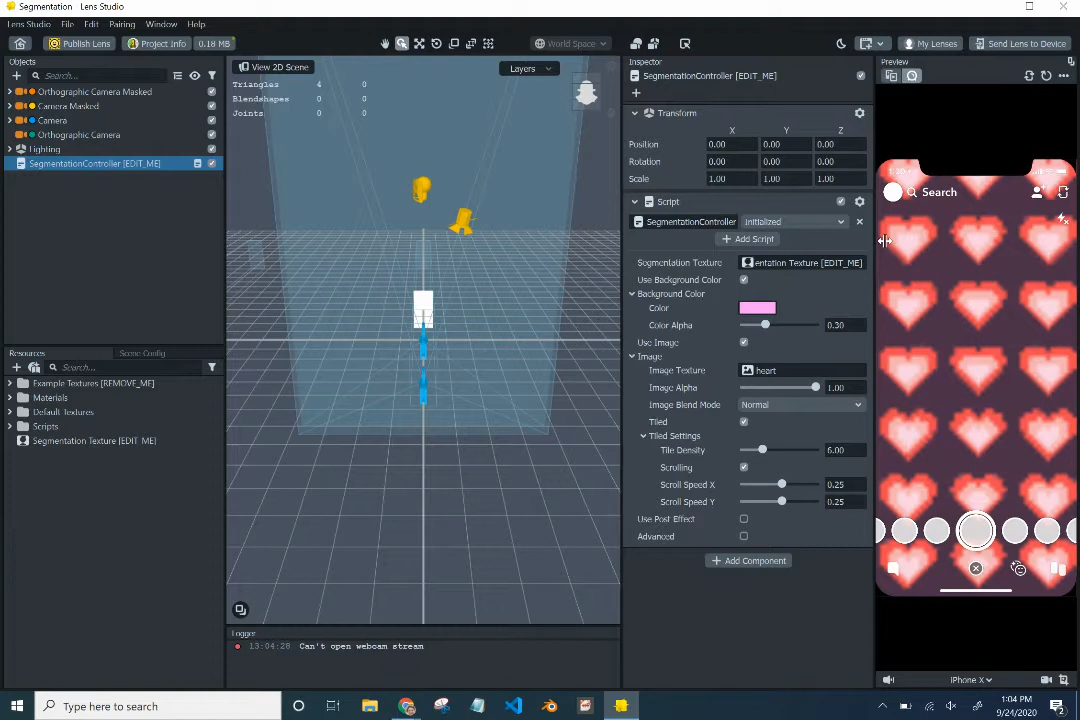 Segmentation - Lens Studio
Lens Studio File Edit Pairing Window Help
Publish Lens Project Info 0.18 MB World Space My Lenses Send Lens to Device
Objects
Search...
Orthographic Camera Masked
Camera Masked
Camera
Orthographic Camera
Lighting
SegmentationController [EDIT_ME]
Resources Scene Config
Search...
Example Textures [REMOVE_ME]
Materials
Default Textures
Scripts
Segmentation Texture [EDIT_ME]
View 2D Scene Layers
Triangles 4 0
Blendshapes 0 0
Joints 0 0
Logger
13:04:28 Can't open webcam stream
Inspector
SegmentationController [EDIT_ME]
Transform
X Y Z
Position 0.00 0.00 0.00
Rotation 0.00 0.00 0.00
Scale 1.00 1.00 1.00
Script
SegmentationController Initialized
Add Script
Segmentation Texture entation Texture [EDIT_ME]
Use Background Color
Background Color
Color
Color Alpha 0.30
Use Image
Image
Image Texture heart
Image Alpha 1.00
Image Blend Mode Normal
Tiled
Tiled Settings
Tile Density 6.00
Scrolling
Scroll Speed X 0.25
Scroll Speed Y 0.25
Use Post Effect
Advanced
Add Component
Preview
Search
iPhone X
Type here to search
1:04 PM
9/24/2020
2